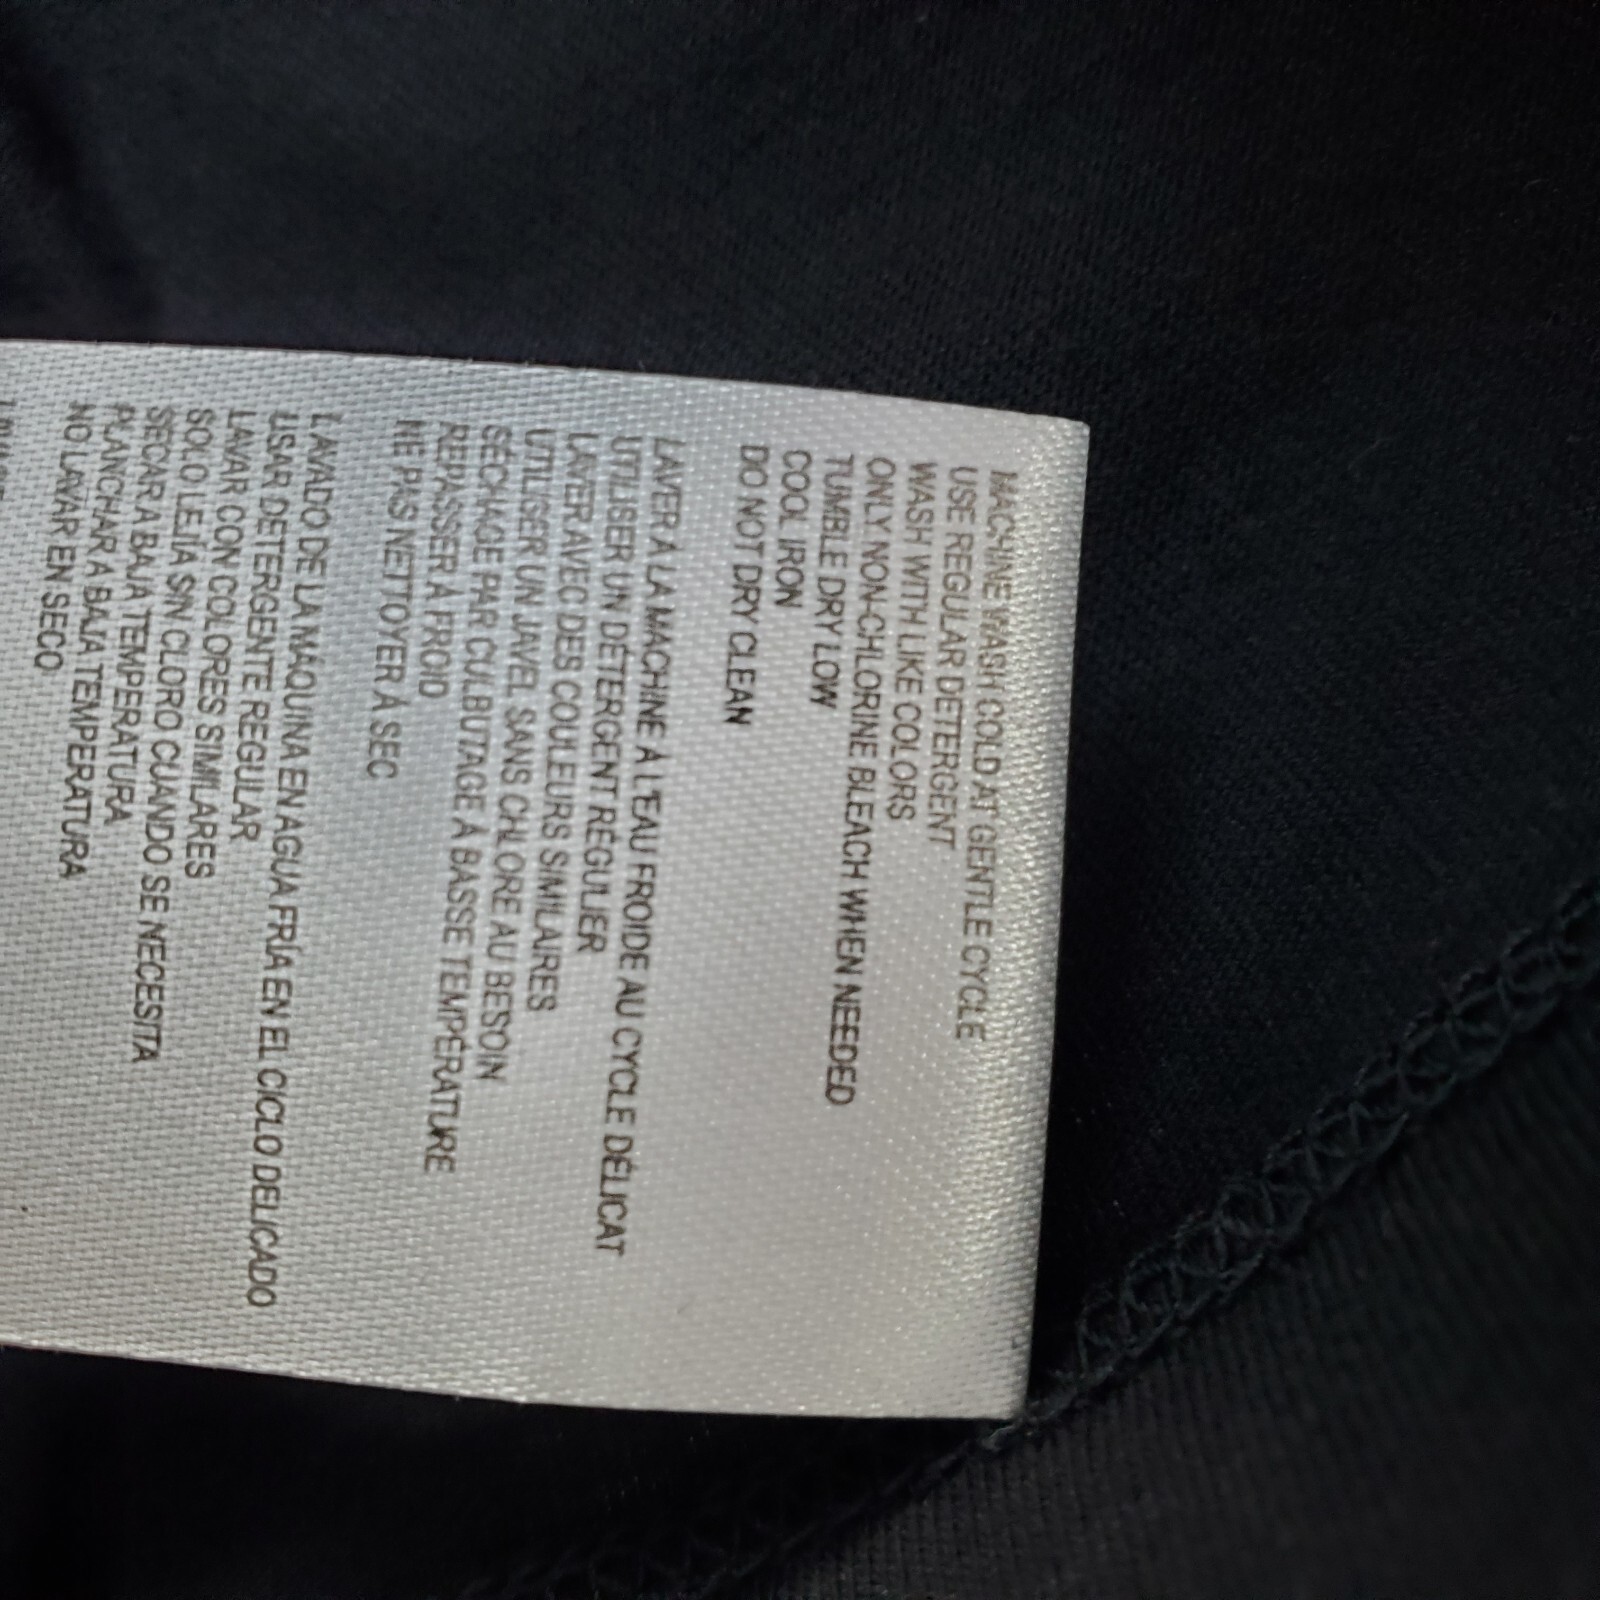 MACHINE WASH COLD AT GENTLE CYCLE
USE REGULAR DETERGENT
WASH WITH LIKE COLORS
ONLY NON-CHLORINE BLEACH WHEN NEEDED
TUMBLE DRY LOW
COOL IRON
DO NOT DRY CLEAN
LAVER À LA MACHINE À L'EAU FROIDE AU CYCLE DÉLICAT
UTILISER UN DÉTERGENT RÉGULIER
LAVER AVEC DES COULEURS SIMILAIRES
UTILISER UN JAVEL SANS CHLORE AU BESOIN
SÉCHAGE PAR CULBUTAGE À BASSE TEMPÉRATURE
REPASSER À FROID
NE PAS NETTOYER À SEC
LAVADO DE LA MÁQUINA EN AGUA FRÍA EN EL CICLO DELICADO
USAR DETERGENTE REGULAR
LAVAR CON COLORES SIMILARES
SOLO LEJÍA SIN CLORO CUANDO SE NECESITA
SECAR A BAJA TEMPERATURA
PLANCHAR A BAJA TEMPERATURA
NO LAVAR EN SECO